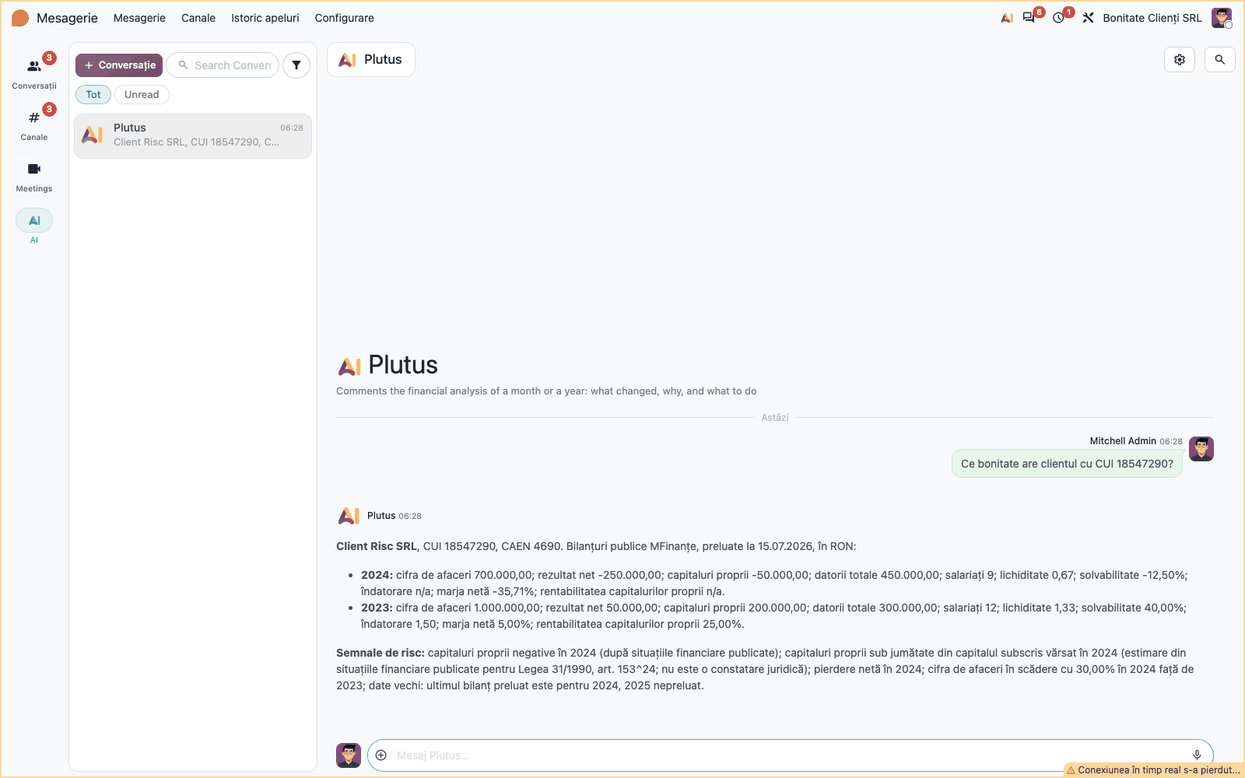 Mesagerie Mesagerie Canale Istoric apeluri Configurare AI 6 1 Bonitate Clienți SRL
3
Conversații
3
Canale
Meetings
AI
AI
+ Conversație Search Convers
Tot Unread
AI Plutus 06:28
Client Risc SRL, CUI 18547290, C...
AI Plutus
AI Plutus
Comments the financial analysis of a month or a year: what changed, why, and what to do
Astăzi
Mitchell Admin 06:28
Ce bonitate are clientul cu CUI 18547290?
AI Plutus 06:28
Client Risc SRL, CUI 18547290, CAEN 4690. Bilanțuri publice MFinanțe, preluate la 15.07.2026, în RON:
• 2024: cifra de afaceri 700.000,00; rezultat net -250.000,00; capitaluri proprii -50.000,00; datorii totale 450.000,00; salariați 9; lichiditate 0,67; solvabilitate -12,50%;
îndatorare n/a; marja netă -35,71%; rentabilitatea capitalurilor proprii n/a.
• 2023: cifra de afaceri 1.000.000,00; rezultat net 50.000,00; capitaluri proprii 200.000,00; datorii totale 300.000,00; salariați 12; lichiditate 1,33; solvabilitate 40,00%;
îndatorare 1,50; marja netă 5,00%; rentabilitatea capitalurilor proprii 25,00%.
Semnale de risc: capitaluri proprii negative în 2024 (după situațiile financiare publicate); capitaluri proprii sub jumătate din capitalul subscris vărsat în 2024 (estimare din
situațiile financiare publicate pentru Legea 31/1990, art. 153^24; nu este o constatare juridică); pierdere netă în 2024; cifra de afaceri în scădere cu 30,00% în 2024 față de
2023; date vechi: ultimul bilanț preluat este pentru 2024, 2025 nepreluat.
Mesaj Plutus...
Conexiunea în timp real s-a pierdut...